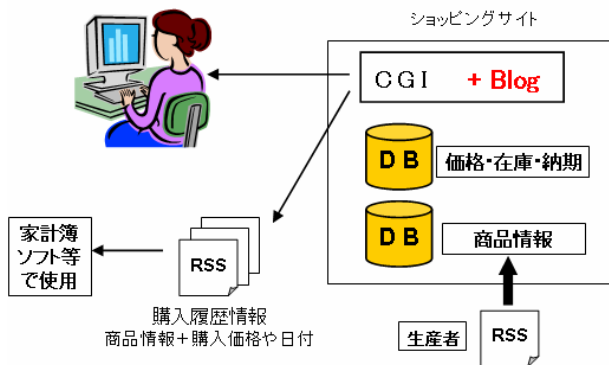 ショッピングサイト
CGI + Blog
DB
価格・在庫・納期
DB
商品情報
家計簿
ソフト等
で使用
RSS
購入履歴情報
商品情報+購入価格や日付
生産者
RSS